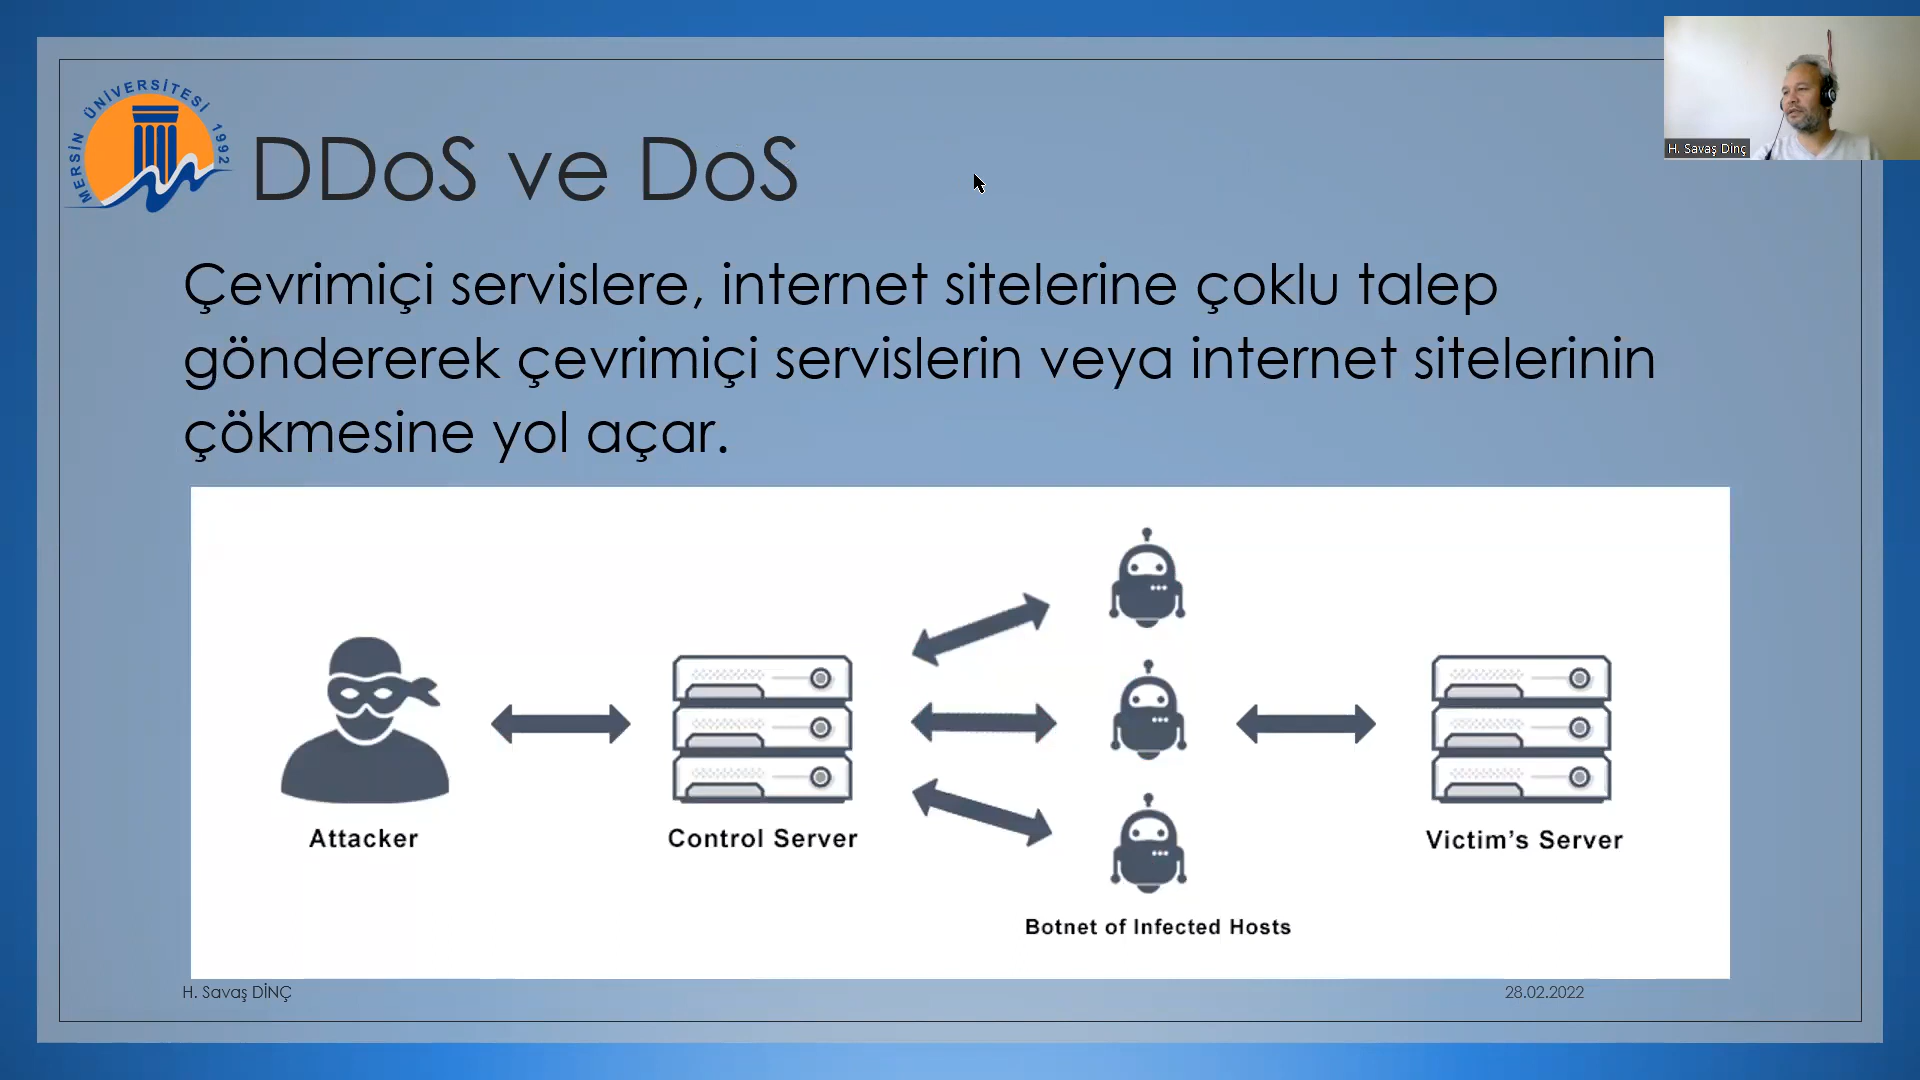 MERSİN ÜNİVERSİTESİ 1992
DDoS ve DoS
H. Savaş Dinç
Çevrimiçi servislere, internet sitelerine çoklu talep
göndererek çevrimiçi servislerin veya internet sitelerinin
çökmesine yol açar.
Attacker
Control Server
Botnet of Infected Hosts
Victim’s Server
H. Savaş DİNÇ
28.02.2022